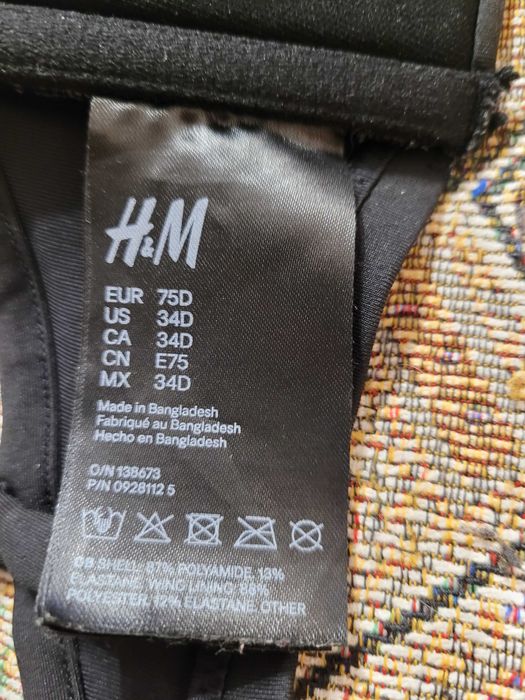 H&M
EUR 75D
US 34D
CA 34D
CN E75
MX 34D
Made in Bangladesh
Fabriqué au Bangladesh
Hecho en Bangladesh
O/N 138673
P/N 0928112 5
GB SHELL: 87% POLYAMIDE, 13%
ELASTANE. WING LINING: 88%
POLYESTER, 12% ELASTANE. OTHER